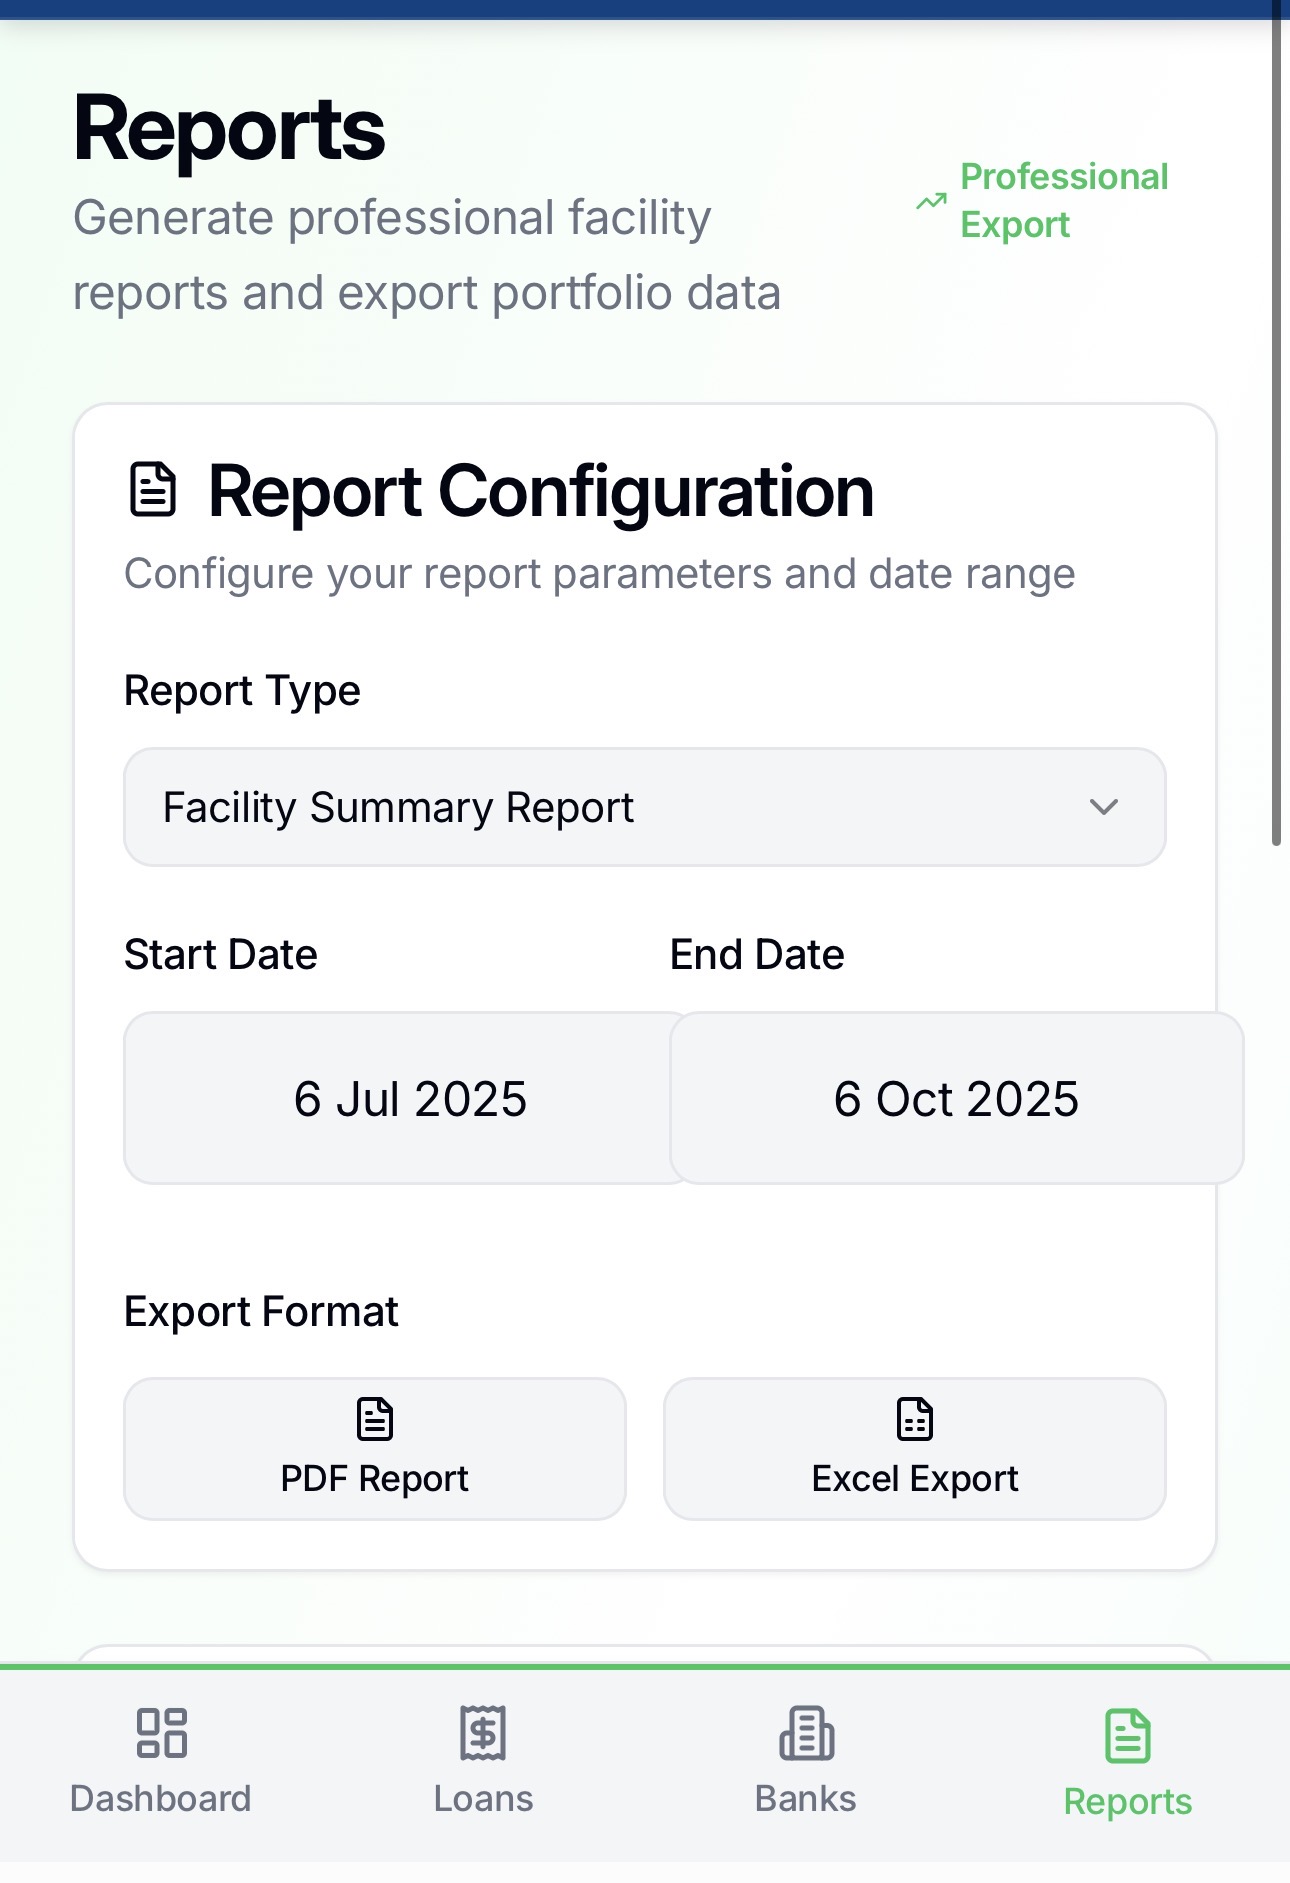 Reports
Generate professional facility
reports and export portfolio data
Professional
Export
Report Configuration
Configure your report parameters and date range
Report Type
Facility Summary Report
Start Date
End Date
6 Jul 2025
6 Oct 2025
Export Format
PDF Report
Excel Export
Dashboard
Loans
Banks
Reports